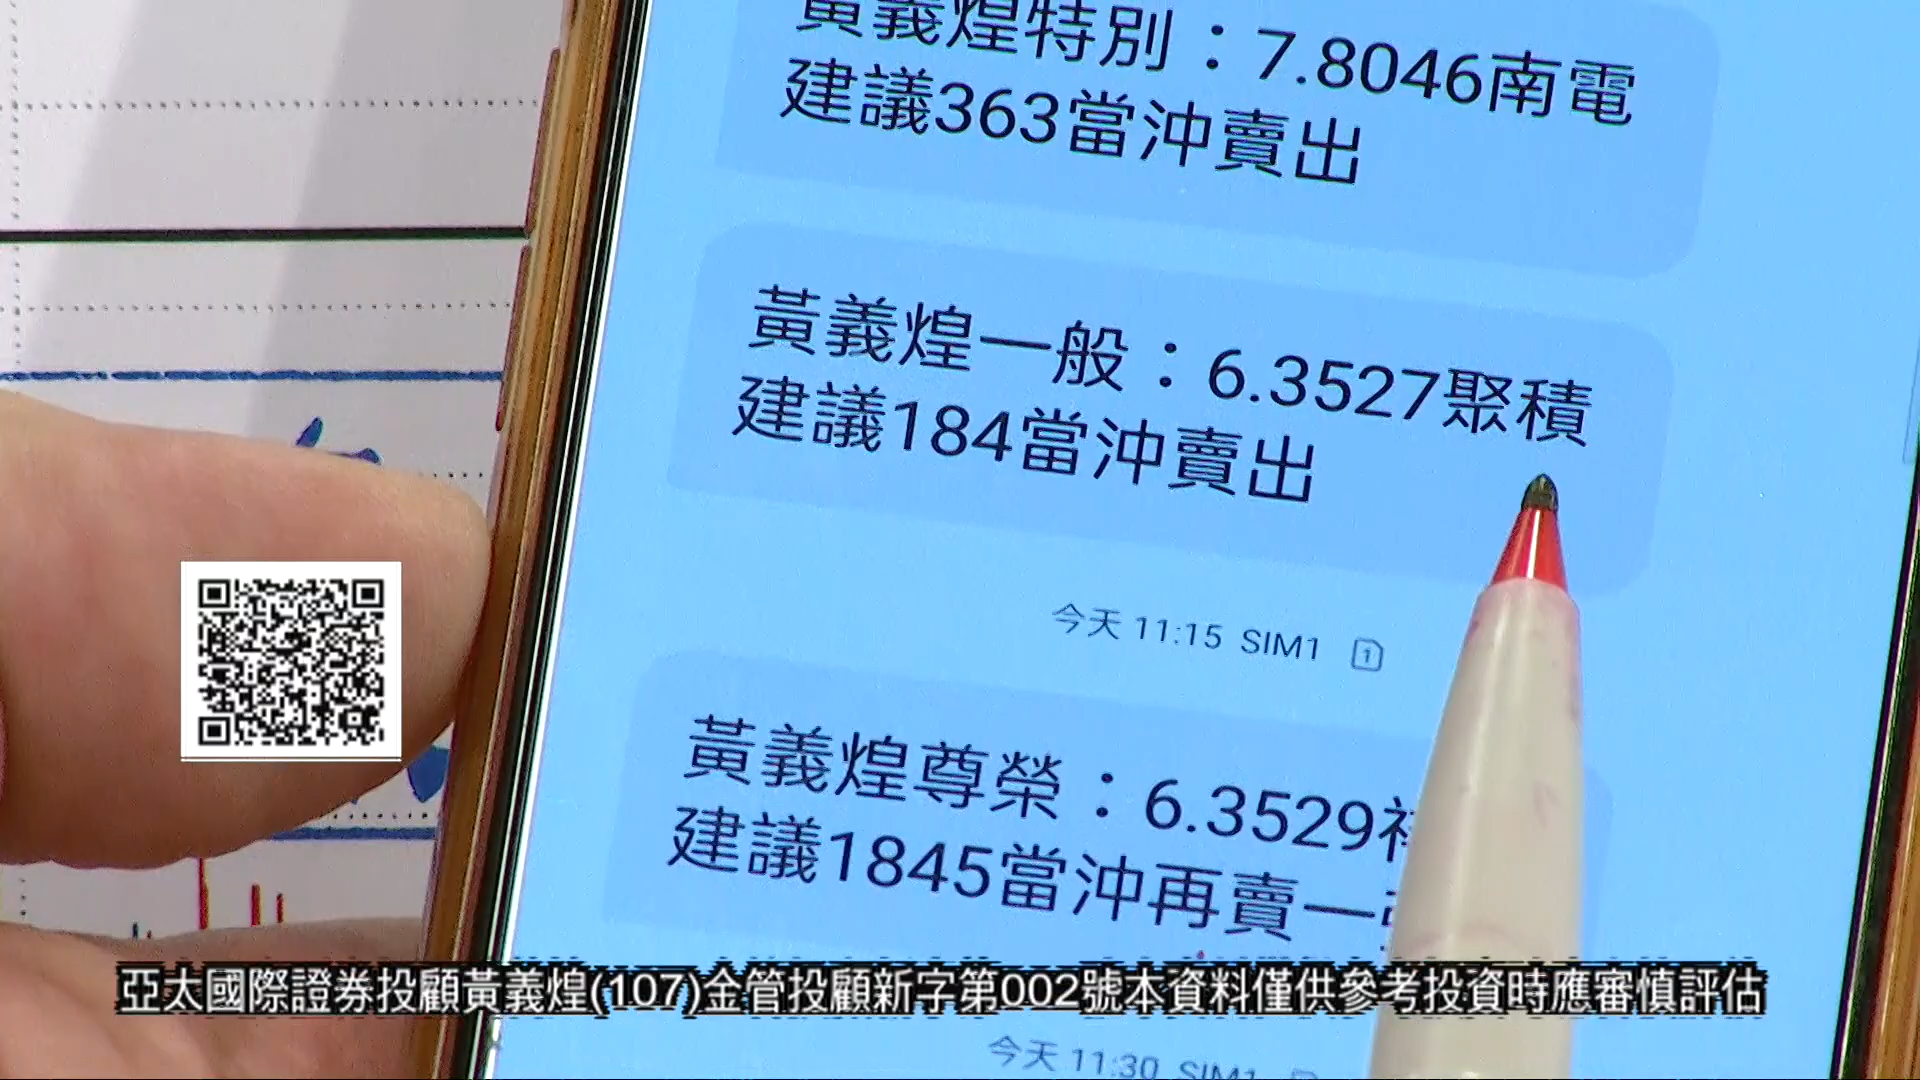 黃義煌特別：7.8046南電
建議363當沖賣出
黃義煌一般：6.3527聚積
建議184當沖賣出
今天 11:15 SIM1
黃義煌尊榮：6.3529
建議1845當沖再賣一
亞太國際證券投顧黃義煌(107)金管投顧新字第002號本資料僅供參考投資時應審慎評估
今天 11:30 SIM1